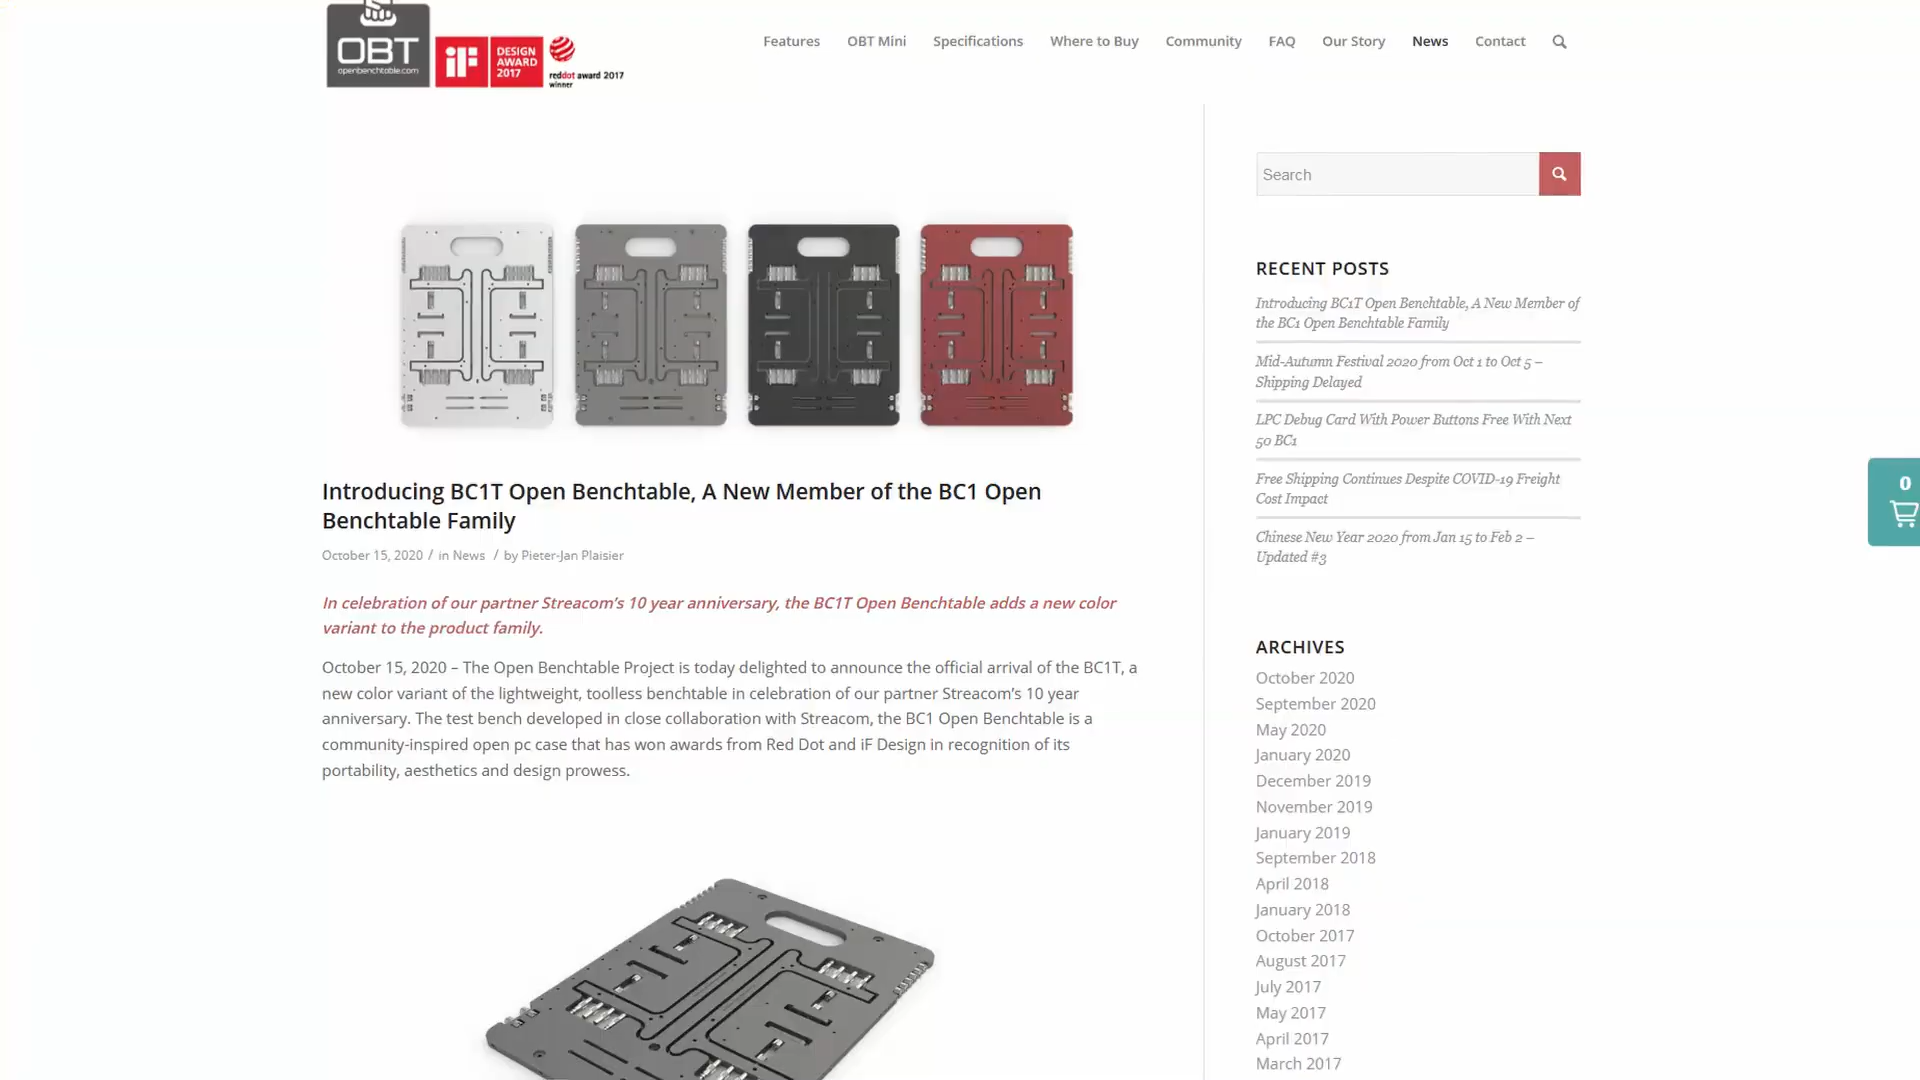 OBT
openbenchtable.com
iF
DESIGN
AWARD
2017
reddot award 2017
winner
Features
OBT Mini
Specifications
Where to Buy
Community
FAQ
Our Story
News
Contact
Introducing BC1T Open Benchtable, A New Member of the BC1 Open
Benchtable Family
October 15, 2020 / in News / by Pieter-Jan Plaisier
In celebration of our partner Streacom’s 10 year anniversary, the BC1T Open Benchtable adds a new color
variant to the product family.
October 15, 2020 – The Open Benchtable Project is today delighted to announce the official arrival of the BC1T, a
new color variant of the lightweight, toolless benchtable in celebration of our partner Streacom’s 10 year
anniversary. The test bench developed in close collaboration with Streacom, the BC1 Open Benchtable is a
community-inspired open pc case that has won awards from Red Dot and iF Design in recognition of its
portability, aesthetics and design prowess.
Search
RECENT POSTS
Introducing BC1T Open Benchtable, A New Member of
the BC1 Open Benchtable Family
Mid-Autumn Festival 2020 from Oct 1 to Oct 5 –
Shipping Delayed
LPC Debug Card With Power Buttons Free With Next
50 BC1
Free Shipping Continues Despite COVID-19 Freight
Cost Impact
Chinese New Year 2020 from Jan 15 to Feb 2 –
Updated #3
ARCHIVES
October 2020
September 2020
May 2020
January 2020
December 2019
November 2019
January 2019
September 2018
April 2018
January 2018
October 2017
August 2017
July 2017
May 2017
April 2017
March 2017
0